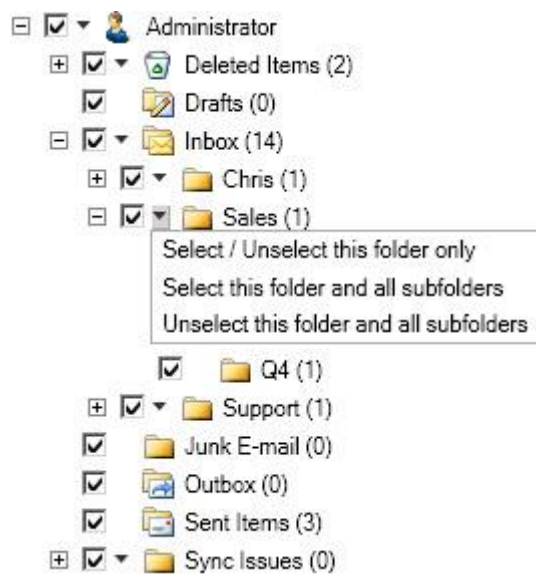 Administrator
Deleted Items (2)
Drafts (0)
Inbox (14)
Chris (1)
Sales (1)
Select / Unselect this folder only
Select this folder and all subfolders
Unselect this folder and all subfolders
Q4 (1)
Support (1)
Junk E-mail (0)
Outbox (0)
Sent Items (3)
Sync Issues (0)